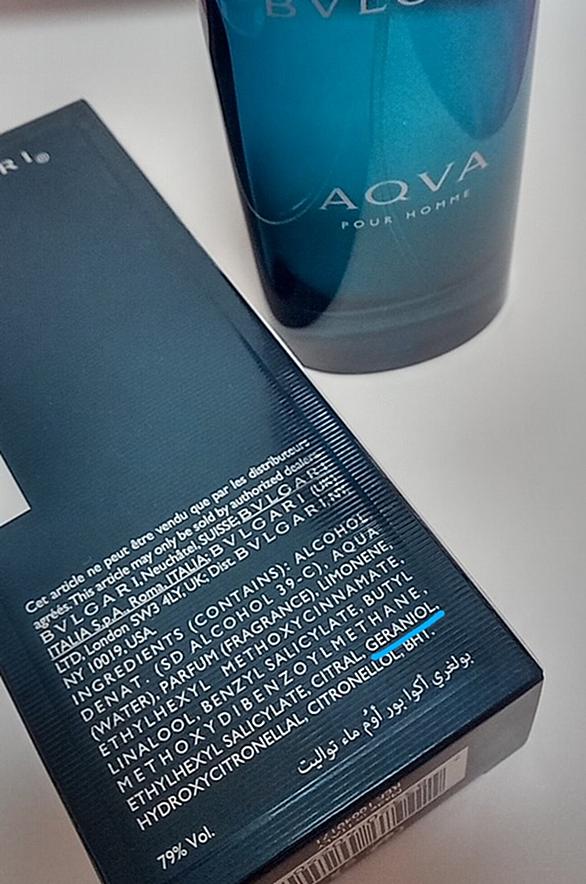 BVLG
AQVA
POUR HOMME
RI®
Cet article ne peut être vendu que par les distributeurs
agréés. This article may only be sold by authorized dealers.
BVLGARI, Neuchâtel, SUISSE; BVLGARI
ITALIA S.p.A., Roma, ITALIA; BVLGARI (UK)
LTD, London SW3 4LY, UK; Dist. BVLGARI, NY,
NY 10019, USA.
INGREDIENTS (CONTAINS): ALCOHOL
DENAT. (SD ALCOHOL 39-C), AQUA
(WATER), PARFUM (FRAGRANCE), LIMONENE,
ETHYLHEXYL METHOXYCINNAMATE,
LINALOOL, BENZYL SALICYLATE, BUTYL
METHOXYDIBENZOYLMETHANE,
ETHYLHEXYL SALICYLATE, CITRAL, GERANIOL,
HYDROXYCITRONELLAL, CITRONELLOL, BHT.
بولغري أكوا بور أوم ماء تواليت
79% Vol.